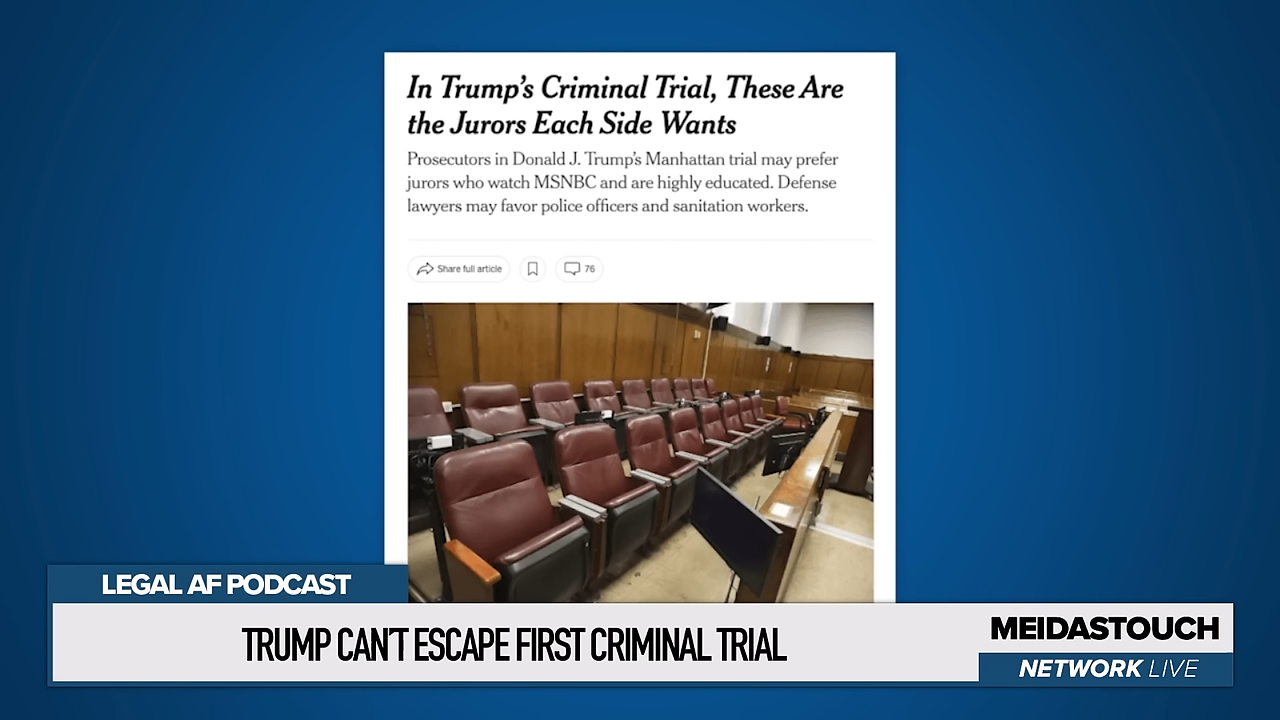 In Trump's Criminal Trial, These Are
the Jurors Each Side Wants
Prosecutors in Donald J. Trump's Manhattan trial may prefer
jurors who watch MSNBC and are highly educated. Defense
lawyers may favor police officers and sanitation workers.
Share full article
76
LEGAL AF PODCAST
TRUMP CAN'T ESCAPE FIRST CRIMINAL TRIAL
MEIDASTOUCH
NETWORK LIVE